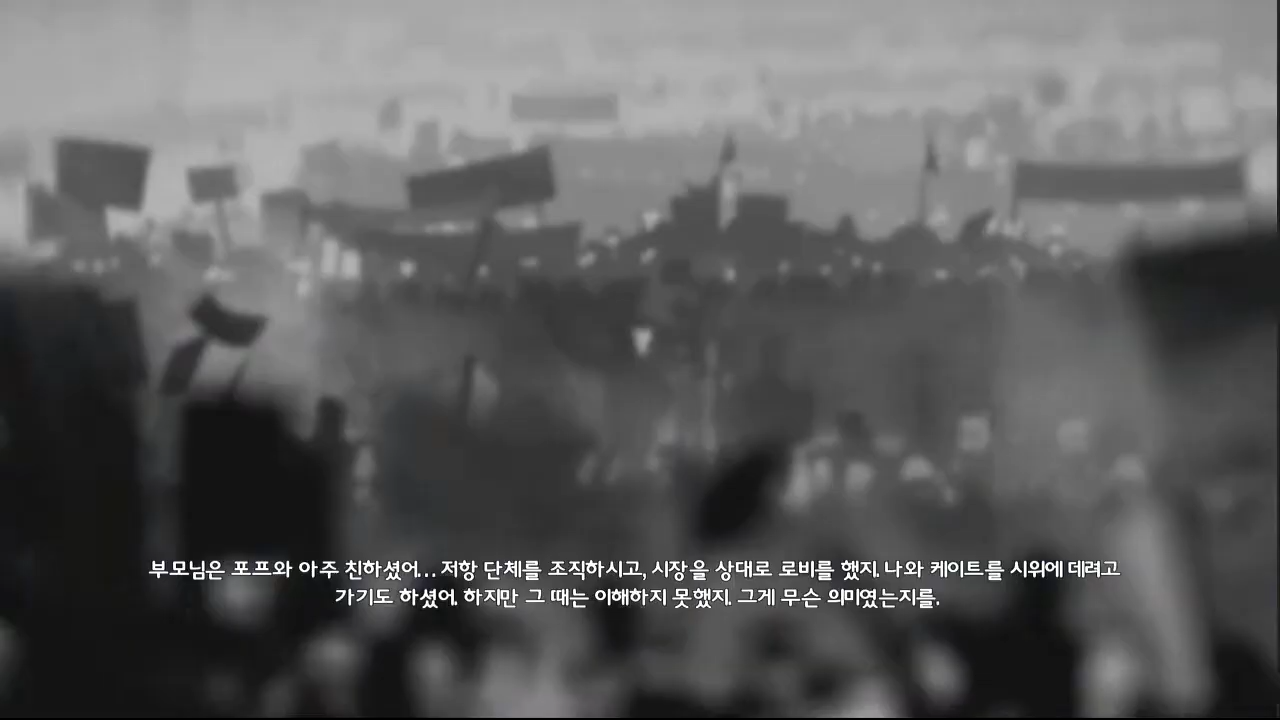 부모님은 포프와 아주 친하셨어... 저항 단체를 조직하시고, 시장을 상대로 로비를 했지. 나와 케이트를 시위에 데려고
가기도 하셨어. 하지만 그 때는 이해하지 못했지. 그게 무슨 의미였는지를.